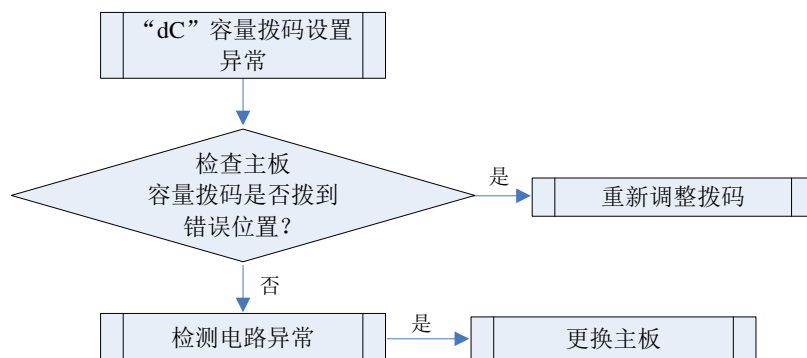 “dC”容量拨码设置
异常
检查主板
容量拨码是否拨到
错误位置？
是
重新调整拨码
否
检测电路异常
是
更换主板